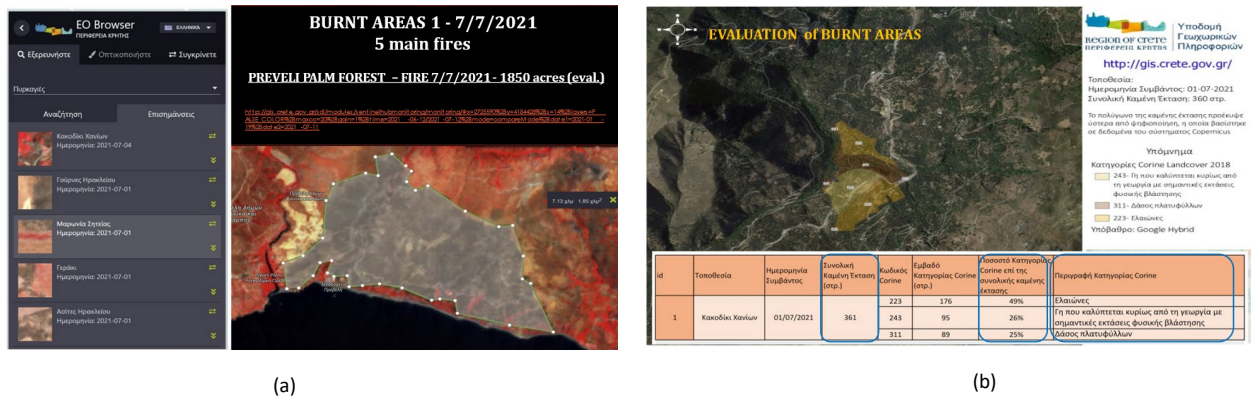 EO Browser
ΠΕΡΙΦΕΡΕΙΑ ΚΡΗΤΗΣ
ΕΛΛΗΝΙΚΆ
Εξερευνήστε
Οπτικοποιήστε
Συγκρίνετε
Πυρκαγιές
Αναζήτηση
Επισημάνσεις
Κακοδίκι Χανίων
Ημερομηνία: 2021-07-04
Γούρνες Ηρακλείου
Ημερομηνία: 2021-07-01
Μαρωνία Σητείας
Ημερομηνία: 2021-07-01
Γεράκι
Ημερομηνία: 2021-07-01
Ασίτες Ηρακλείου
Ημερομηνία: 2021-07-01
BURNT AREAS 1 - 7/7/2021
5 main fires
PREVELI PALM FOREST – FIRE 7/7/2021 - 1850 acres (eval.)
7.13 χλμ 1.85 χλμ²
(a)
EVALUATION of BURNT AREAS
REGION OF CRETE
ΠΕΡΙΦΕΡΕΙΑ ΚΡΗΤΗΣ
Υποδομή
Γεωχωρικών
Πληροφοριών
http://gis.crete.gov.gr/
Τοποθεσία:
Ημερομηνία Συμβάντος: 01-07-2021
Συνολική Καμένη Έκταση: 360 στρ.
Το πολύγωνο της καμένης έκτασης προέκυψε
ύστερα από ψηφιοποίηση, η οποία βασίστηκε
σε δεδομένα του συστήματος Copernicus
Υπόμνημα
Κατηγορίες Corine Landcover 2018
243- Γη που καλύπτεται κυρίως από
τη γεωργία με σημαντικές εκτάσεις
φυσικής βλάστησης
311- Δάσος πλατυφύλλων
223- Ελαιώνες
Υπόβαθρο: Google Hybrid
id
Τοποθεσία
Ημερομηνία
Συμβάντος
Συνολική
Καμένη Έκταση
(στρ.)
Κωδικός
Corine
Εμβαδό
Κατηγορίας Corine
(στρ.)
Ποσοστό Κατηγορίας
Corine επί της
συνολικής καμένης
έκτασης
Περιγραφή Κατηγορίας Corine
1
Κακοδίκι Χανίων
01/07/2021
361
223 176 49% Ελαιώνες
243 95 26% Γη που καλύπτεται κυρίως από τη γεωργία με
σημαντικές εκτάσεις φυσικής βλάστησης
311 89 25% Δάσος πλατυφύλλων
(b)